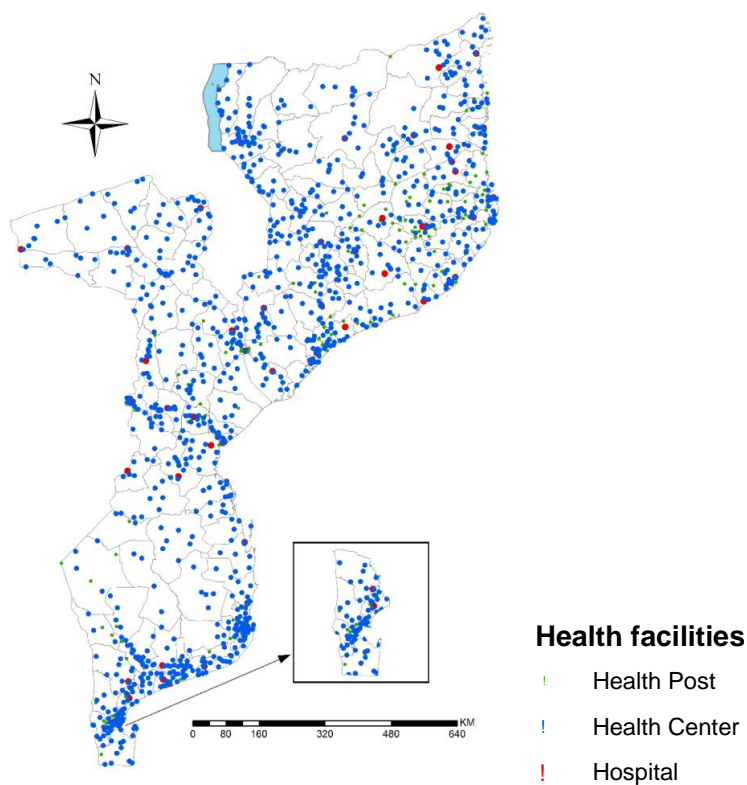 N
KM
0 80 160 320 480 640
Health facilities
! Health Post
! Health Center
! Hospital